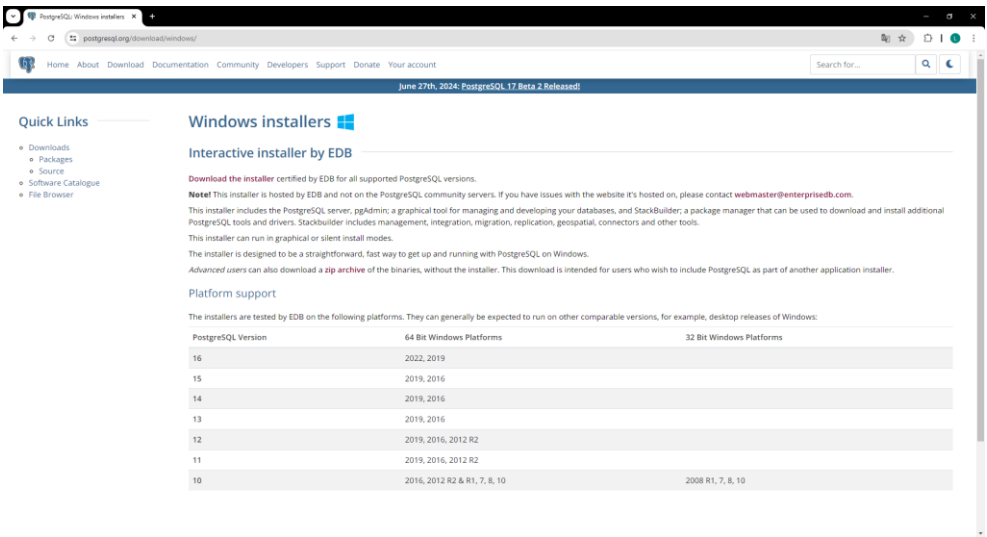 PostgreSQL: Windows installers
postgresql.org/download/windows/
Home About Download Documentation Community Developers Support Donate Your account
Search for...
June 27th, 2024: PostgreSQL 17 Beta 2 Released!
Quick Links
Downloads
Packages
Source
Software Catalogue
File Browser
Windows installers
Interactive installer by EDB
Download the installer certified by EDB for all supported PostgreSQL versions.
Note! This installer is hosted by EDB and not on the PostgreSQL community servers. If you have issues with the website it's hosted on, please contact webmaster@enterprisedb.com.
This installer includes the PostgreSQL server, pgAdmin; a graphical tool for managing and developing your databases, and StackBuilder; a package manager that can be used to download and install additional
PostgreSQL tools and drivers. Stackbuilder includes management, integration, migration, replication, geospatial, connectors and other tools.
This installer can run in graphical or silent install modes.
The installer is designed to be a straightforward, fast way to get up and running with PostgreSQL on Windows.
Advanced users can also download a zip archive of the binaries, without the installer. This download is intended for users who wish to include PostgreSQL as part of another application installer.
Platform support
The installers are tested by EDB on the following platforms. They can generally be expected to run on other comparable versions, for example, desktop releases of Windows:
PostgreSQL Version 64 Bit Windows Platforms 32 Bit Windows Platforms
16 2022, 2019
15 2019, 2016
14 2019, 2016
13 2019, 2016
12 2019, 2016, 2012 R2
11 2019, 2016, 2012 R2
10 2016, 2012 R2 & R1, 7, 8, 10 2008 R1, 7, 8, 10